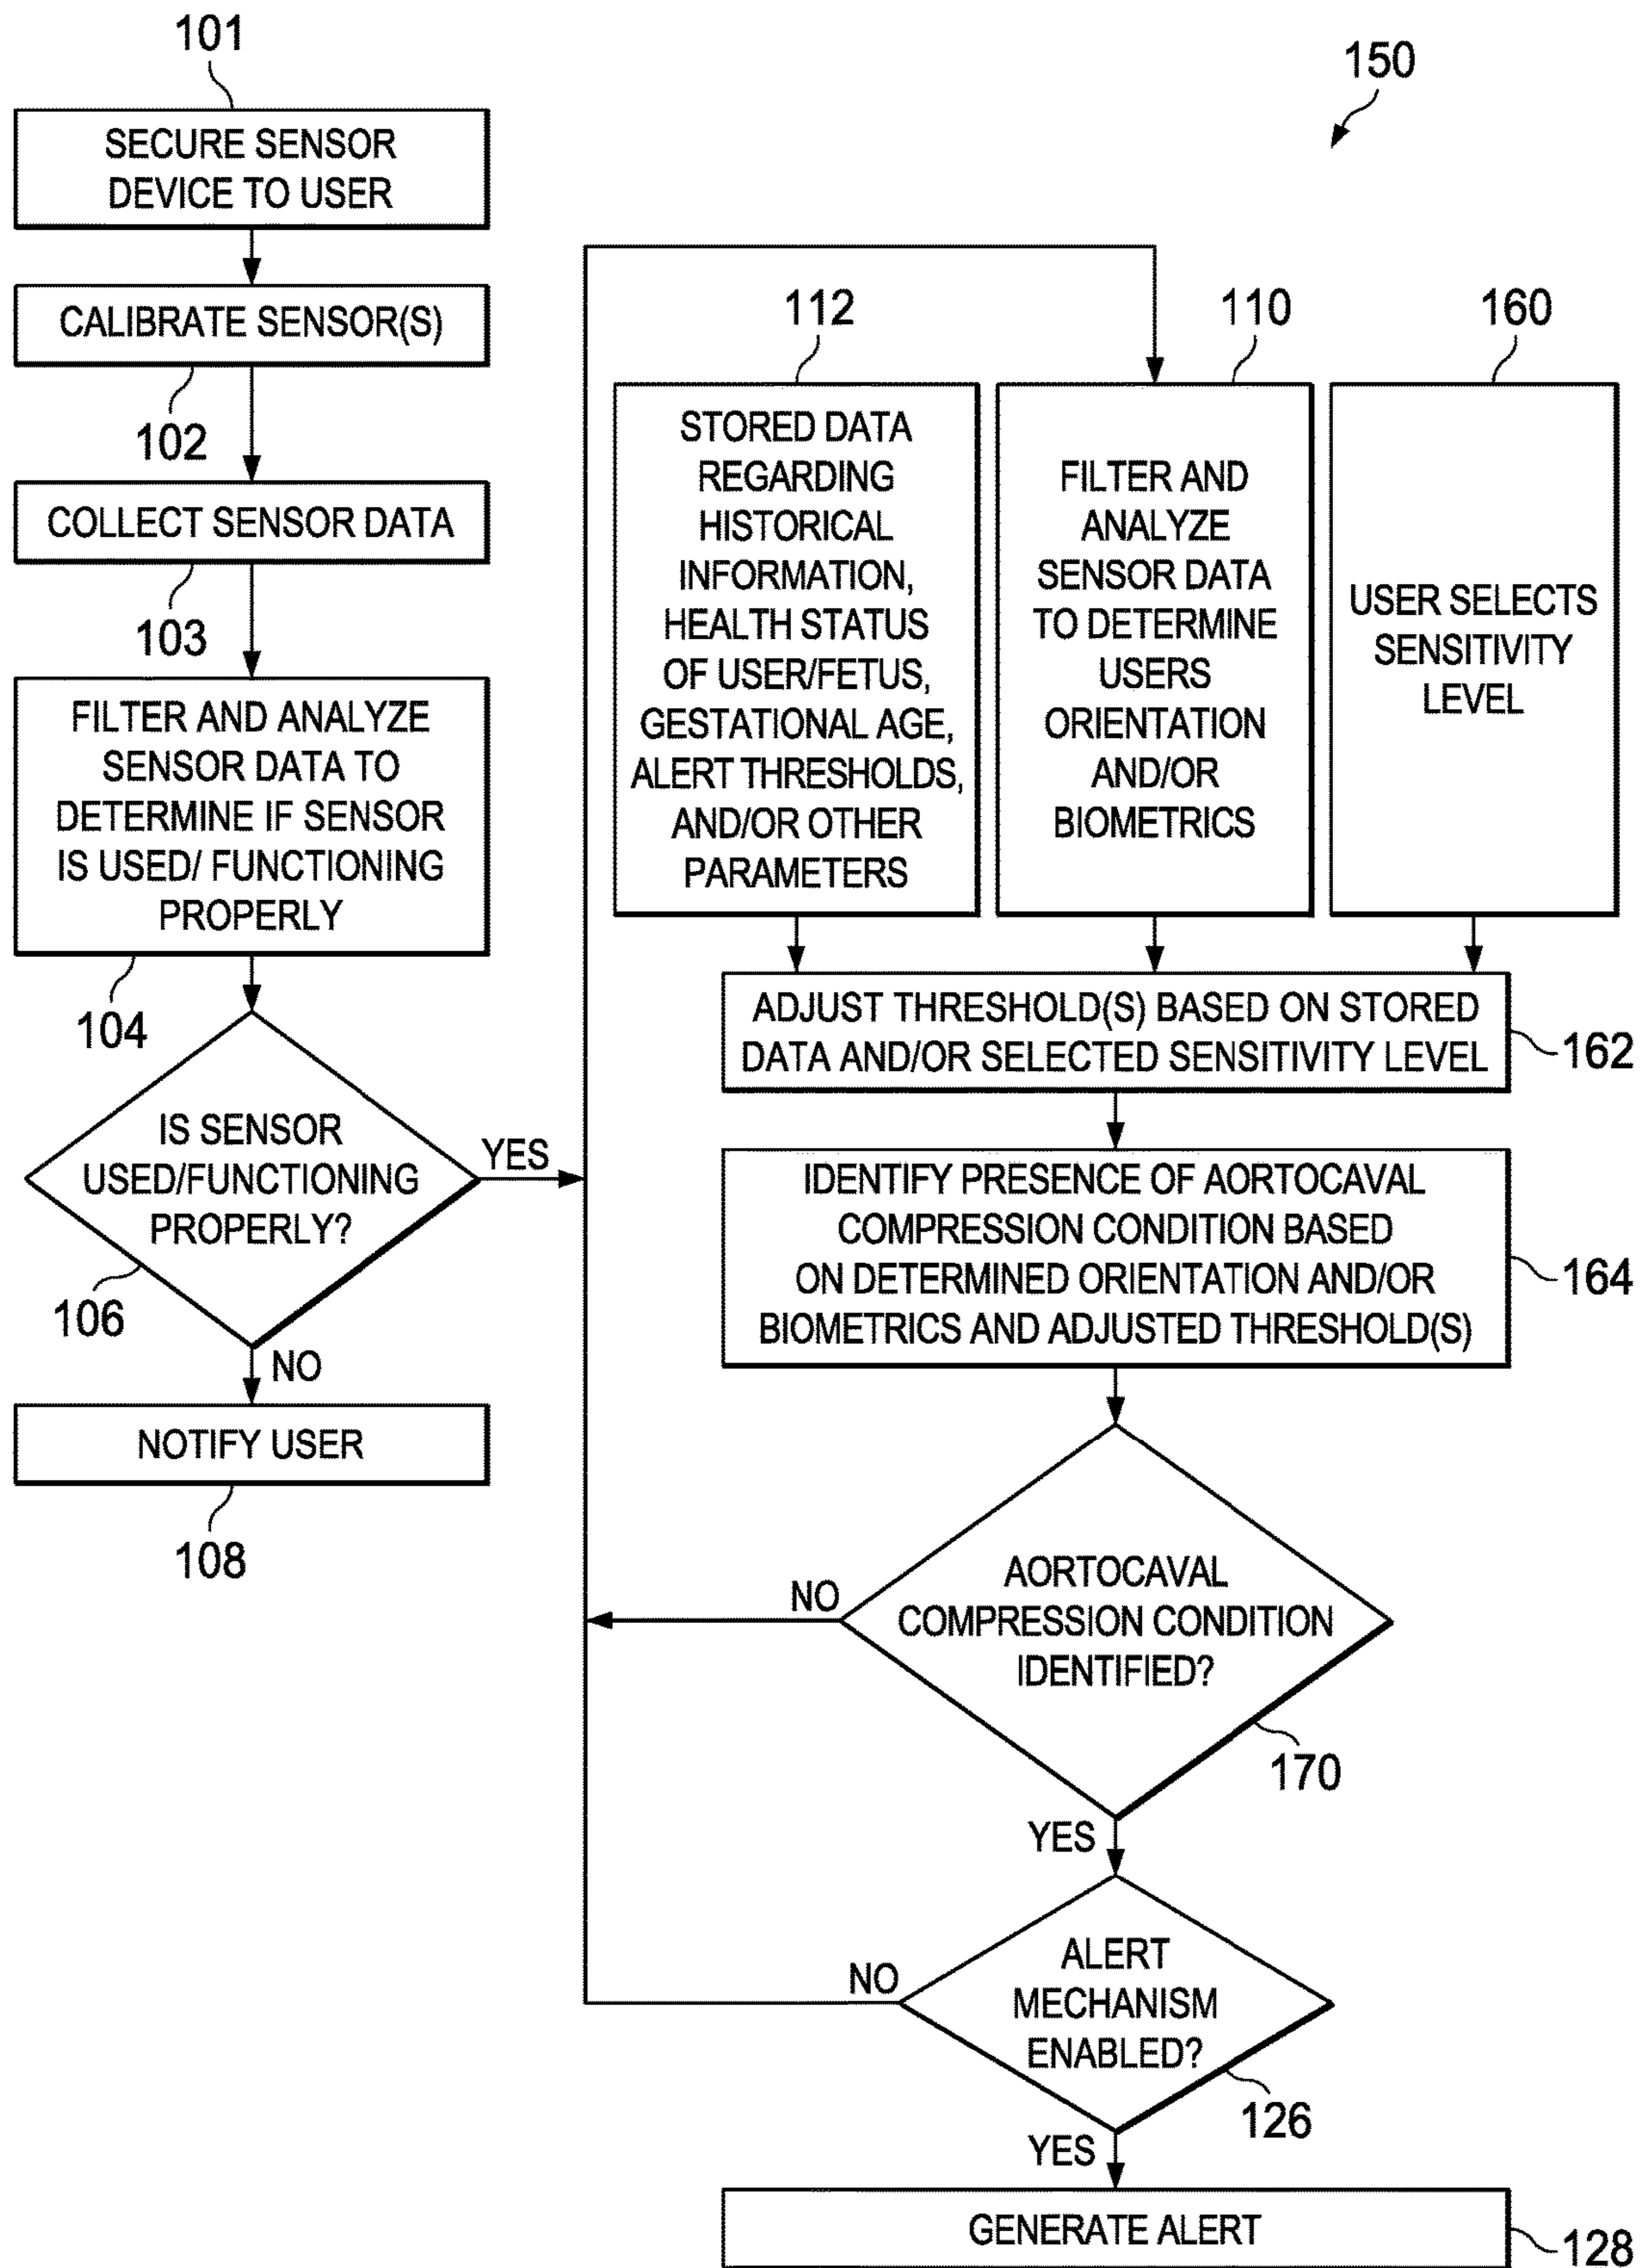 101
SECURE SENSOR
DEVICE TO USER
CALIBRATE SENSOR(S)
102
COLLECT SENSOR DATA
103
FILTER AND ANALYZE
SENSOR DATA TO
DETERMINE IF SENSOR
IS USED/ FUNCTIONING
PROPERLY
104
IS SENSOR
USED/FUNCTIONING
PROPERLY?
YES
106
NO
NOTIFY USER
108
150
112
STORED DATA
REGARDING
HISTORICAL
INFORMATION,
HEALTH STATUS
OF USER/FETUS,
GESTATIONAL AGE,
ALERT THRESHOLDS,
AND/OR OTHER
PARAMETERS
110
FILTER AND
ANALYZE
SENSOR DATA
TO DETERMINE
USERS
ORIENTATION
AND/OR
BIOMETRICS
160
USER SELECTS
SENSITIVITY
LEVEL
ADJUST THRESHOLD(S) BASED ON STORED
DATA AND/OR SELECTED SENSITIVITY LEVEL
162
IDENTIFY PRESENCE OF AORTOCAVAL
COMPRESSION CONDITION BASED
ON DETERMINED ORIENTATION AND/OR
BIOMETRICS AND ADJUSTED THRESHOLD(S)
164
NO
AORTOCAVAL
COMPRESSION CONDITION
IDENTIFIED?
170
YES
NO
ALERT
MECHANISM
ENABLED?
126
YES
GENERATE ALERT
128